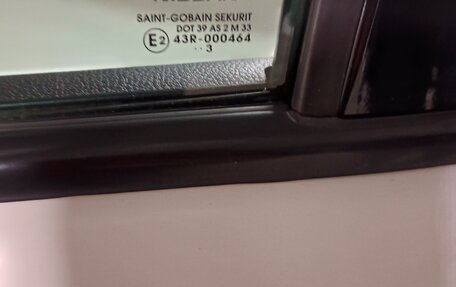 SAINT-GOBAIN SEKURIT
DOT 39 AS 2 M 33
E2 43R-000464
·· 3